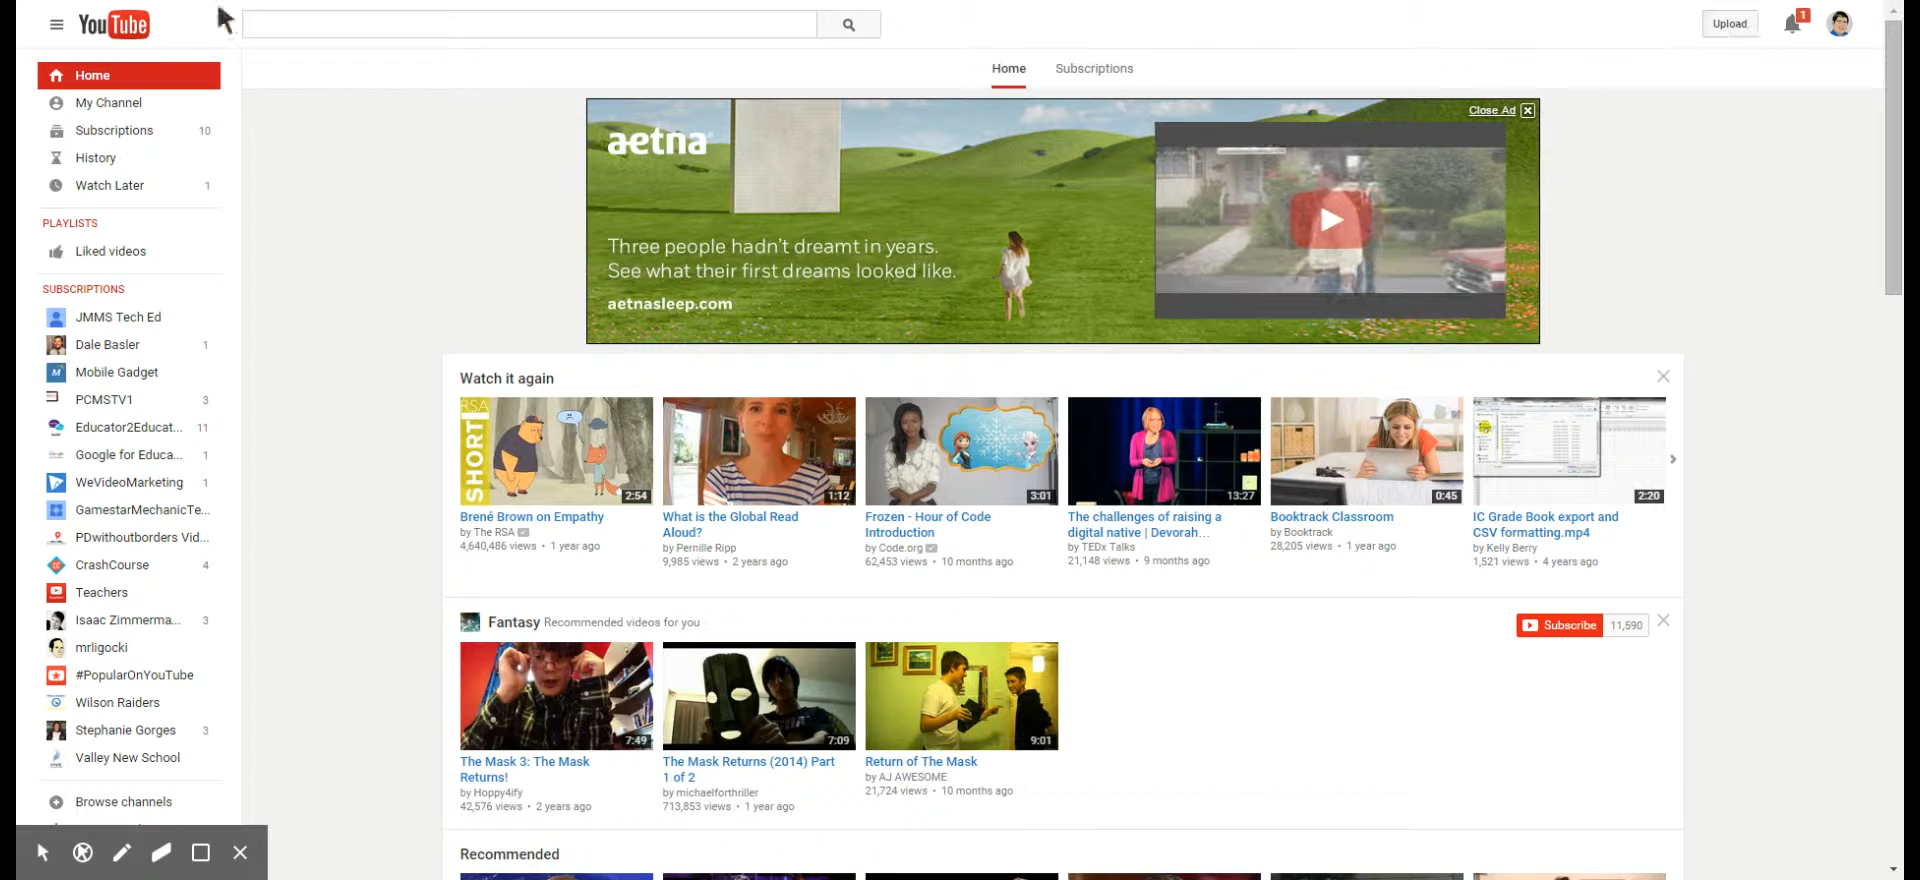 YouTube
Upload
1
Home
My Channel
Subscriptions 10
History
Watch Later 1
PLAYLISTS
Liked videos
SUBSCRIPTIONS
JMMS Tech Ed
Dale Basler 1
Mobile Gadget
PCMSTV1 3
Educator2Educat... 11
Google for Educa... 1
WeVideoMarketing 1
GamestarMechanicTe...
PDwithoutborders Vid...
CrashCourse 4
Teachers
Isaac Zimmerma... 3
mrligocki
#PopularOnYouTube
Wilson Raiders
Stephanie Gorges 3
Valley New School
Browse channels
Home Subscriptions
Close Ad
aetna
Three people hadn't dreamt in years.
See what their first dreams looked like.
aetnasleep.com
Watch it again
RSA
SHORT
2:54
Brené Brown on Empathy
by The RSA
4,640,486 views • 1 year ago
1:12
What is the Global Read
Aloud?
by Pernille Ripp
9,985 views • 2 years ago
3:01
Frozen - Hour of Code
Introduction
by Code.org
62,453 views • 10 months ago
13:27
The challenges of raising a
digital native | Devorah...
by TEDx Talks
21,148 views • 9 months ago
0:45
Booktrack Classroom
by Booktrack
28,205 views • 1 year ago
2:20
IC Grade Book export and
CSV formatting.mp4
by Kelly Berry
1,521 views • 4 years ago
Fantasy Recommended videos for you
Subscribe 11,590
7:49
The Mask 3: The Mask
Returns!
by Hoppy4ify
42,576 views • 2 years ago
7:09
The Mask Returns (2014) Part
1 of 2
by michaelforthriller
713,853 views • 1 year ago
9:01
Return of The Mask
by AJ AWESOME
21,724 views • 10 months ago
Recommended